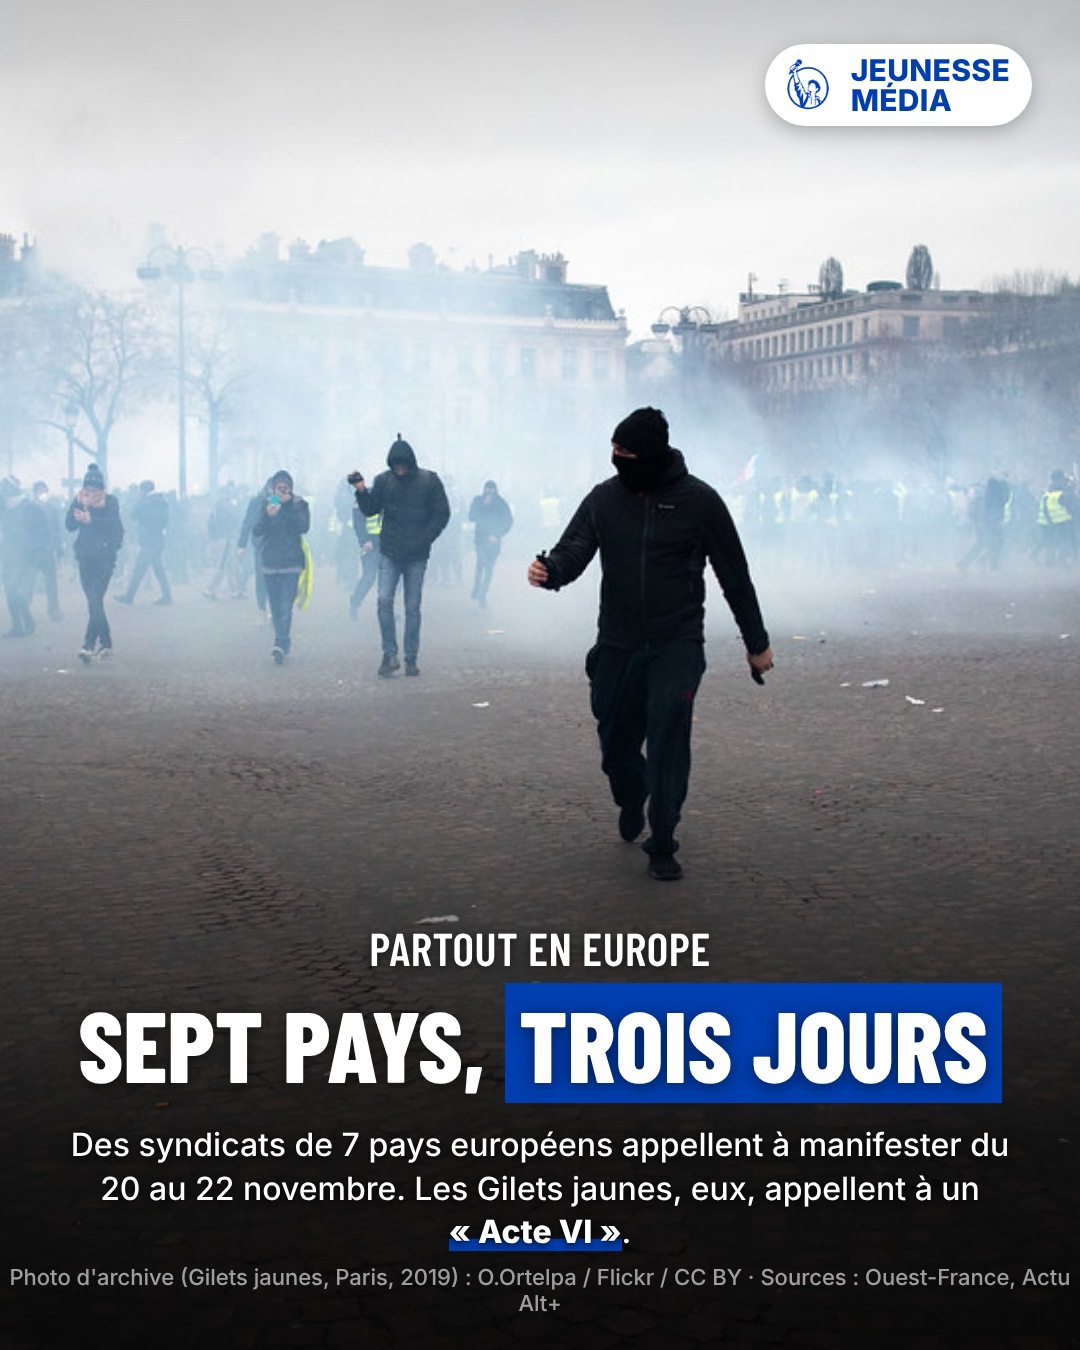 JEUNESSE
MÉDIA
PARTOUT EN EUROPE
SEPT PAYS, TROIS JOURS
Des syndicats de 7 pays européens appellent à manifester du
20 au 22 novembre. Les Gilets jaunes, eux, appellent à un
« Acte VI ».
Photo d'archive (Gilets jaunes, Paris, 2019) : O.Ortelpa / Flickr / CC BY · Sources : Ouest-France, Actu
Alt+